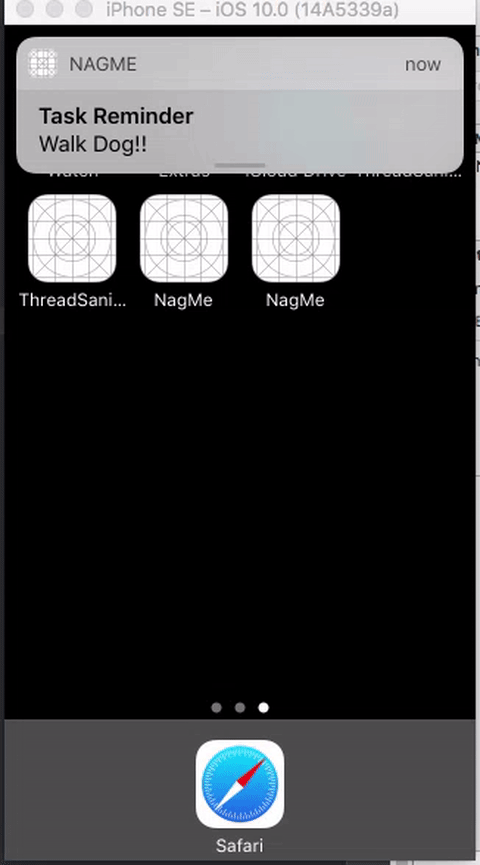 iPhone SE – iOS 10.0 (14A5339a)
NAGME now
Task Reminder
Walk Dog!!
Watch Extras iCloud Drive ThreadSani...
ThreadSani... NagMe NagMe
Safari